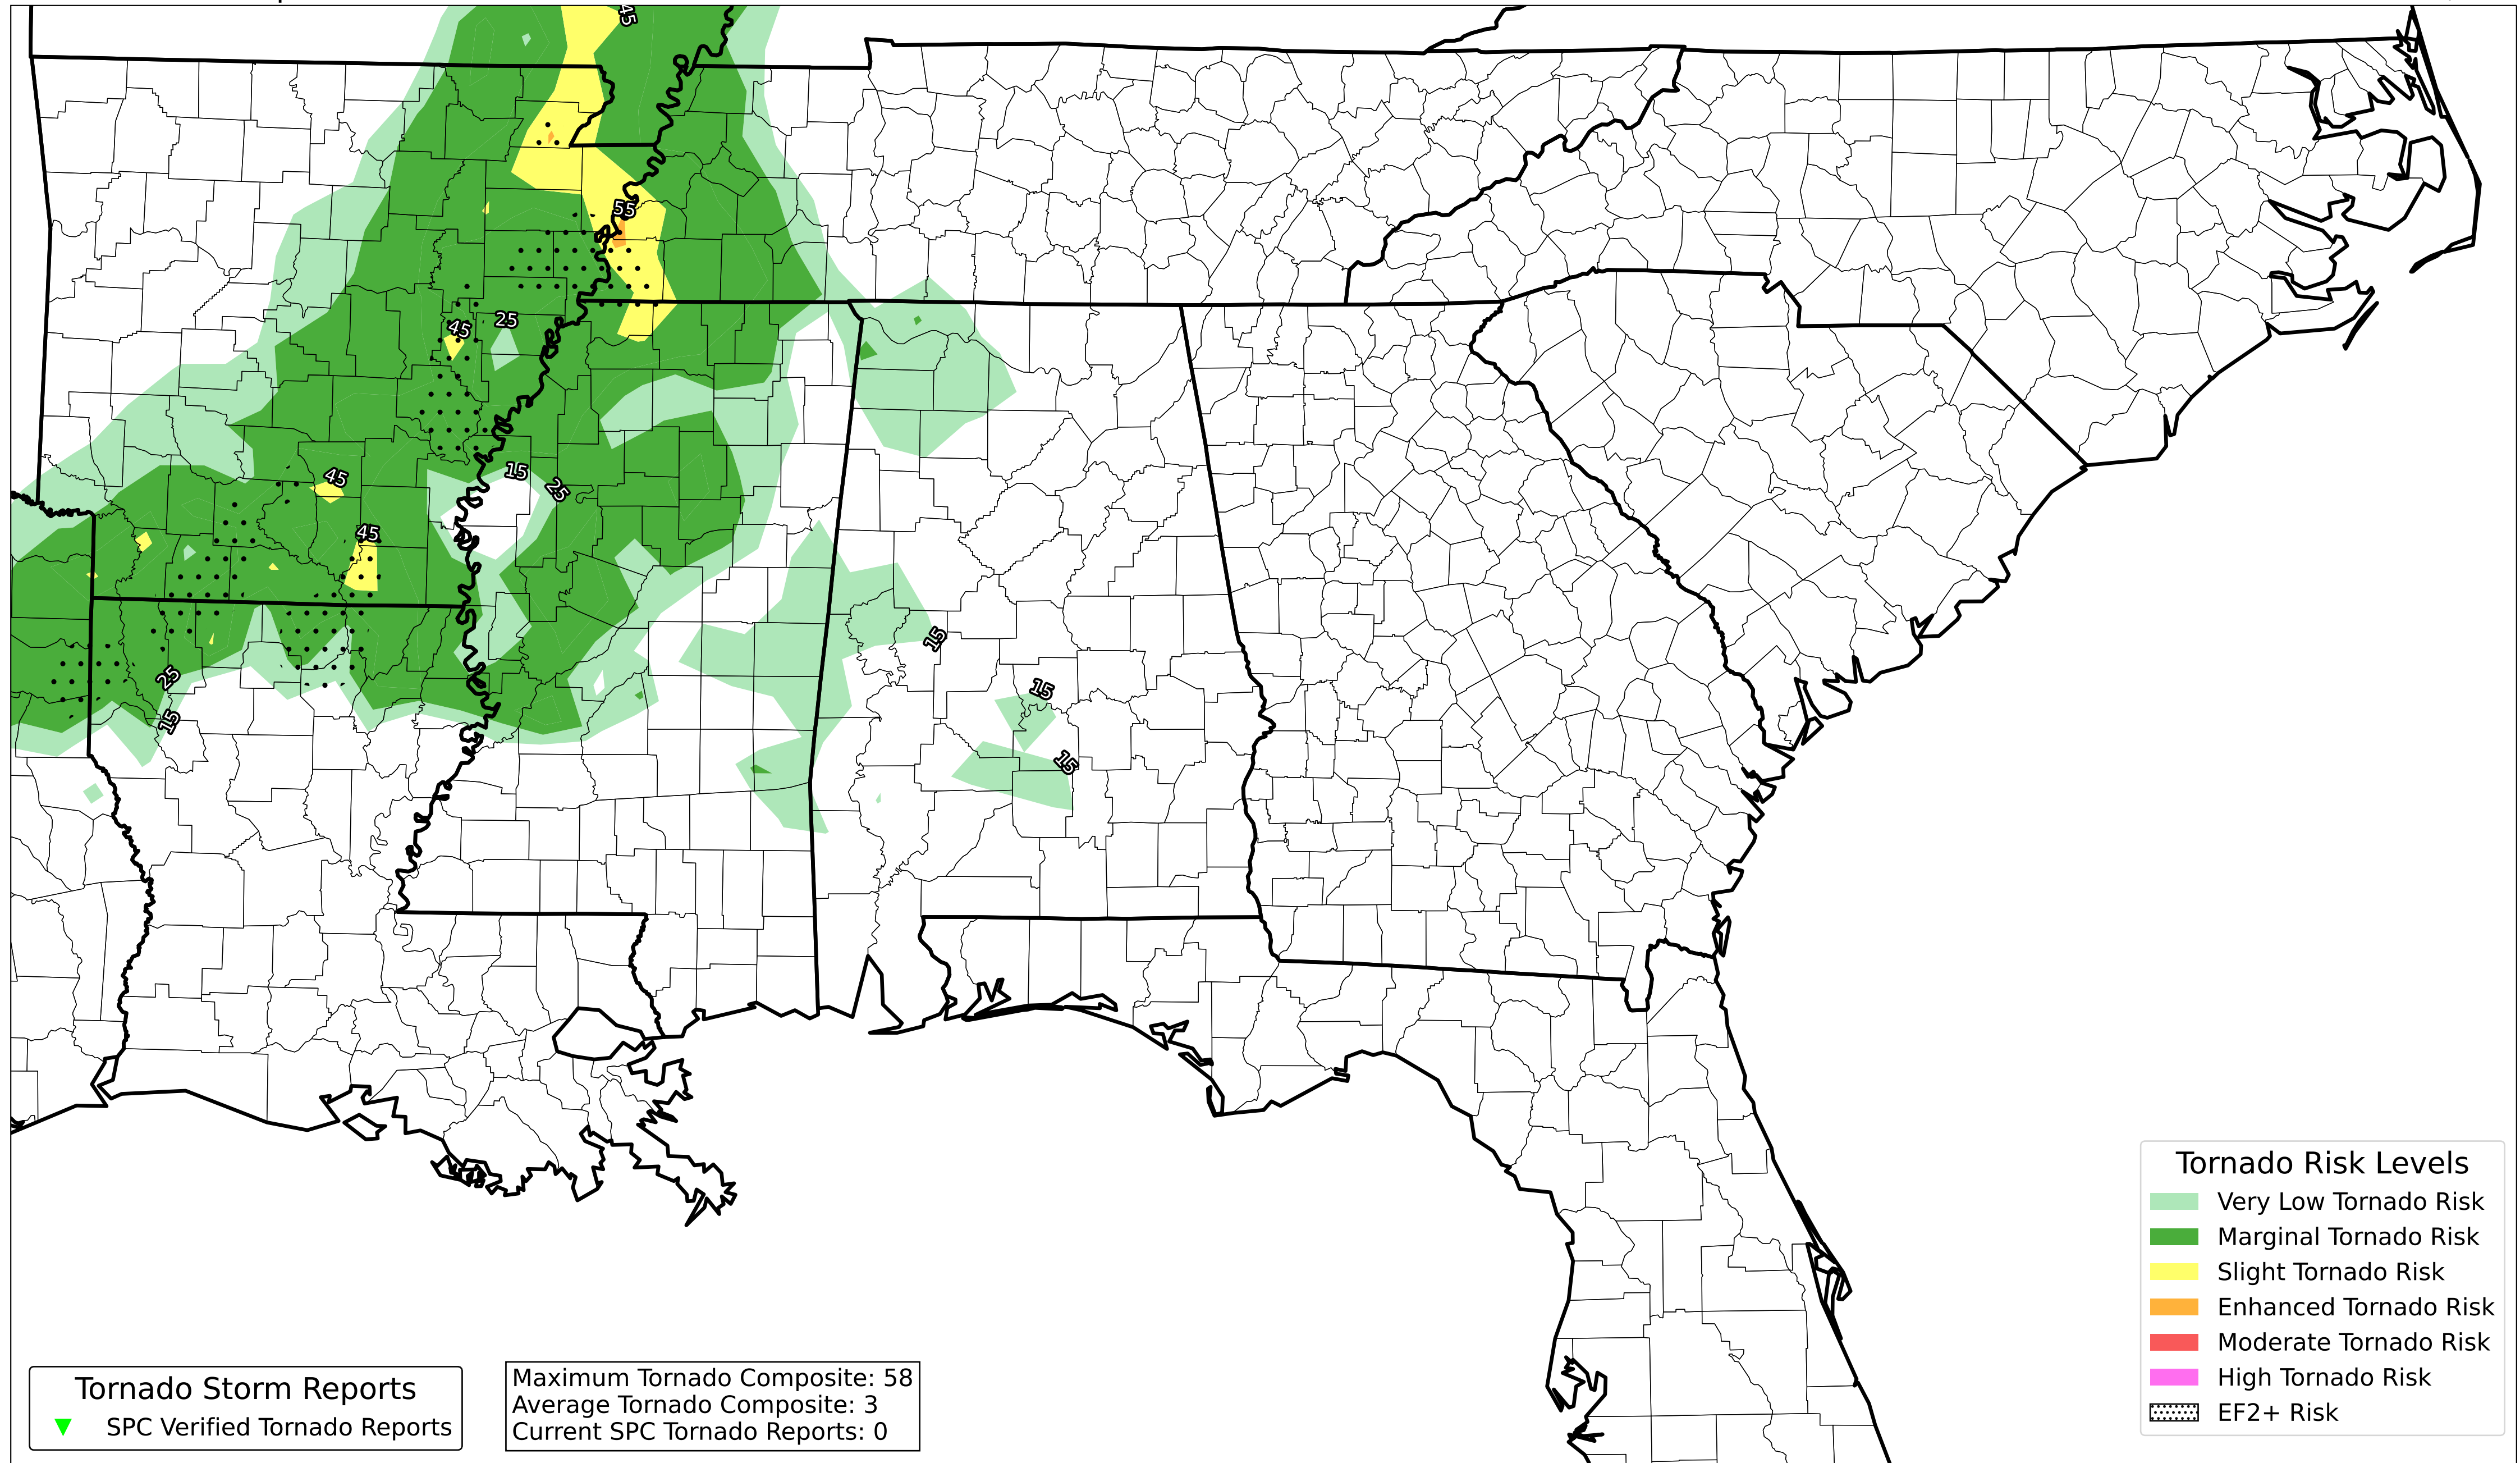 45
55
25
45
15
25
45
45
15
25
15
15
15
Tornado Risk Levels
Very Low Tornado Risk
Marginal Tornado Risk
Slight Tornado Risk
Enhanced Tornado Risk
Moderate Tornado Risk
High Tornado Risk
EF2+ Risk
Tornado Storm Reports
SPC Verified Tornado Reports
Maximum Tornado Composite: 58
Average Tornado Composite: 3
Current SPC Tornado Reports: 0